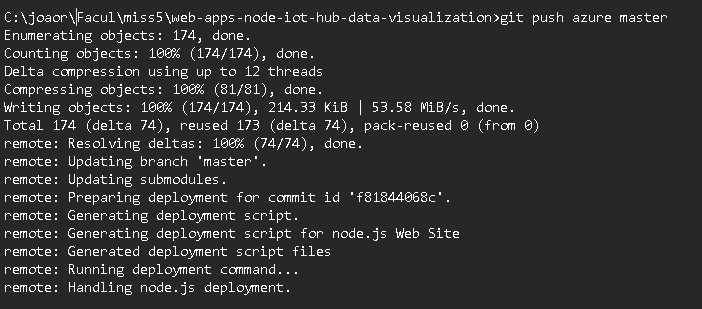 C:\joaor\Facul\miss5\web-apps-node-iot-hub-data-visualization>git push azure master
Enumerating objects: 174, done.
Counting objects: 100% (174/174), done.
Delta compression using up to 12 threads
Compressing objects: 100% (81/81), done.
Writing objects: 100% (174/174), 214.33 KiB | 53.58 MiB/s, done.
Total 174 (delta 74), reused 173 (delta 74), pack-reused 0 (from 0)
remote: Resolving deltas: 100% (74/74), done.
remote: Updating branch 'master'.
remote: Updating submodules.
remote: Preparing deployment for commit id 'f81844068c'.
remote: Generating deployment script.
remote: Generating deployment script for node.js Web Site
remote: Generated deployment script files
remote: Running deployment command...
remote: Handling node.js deployment.